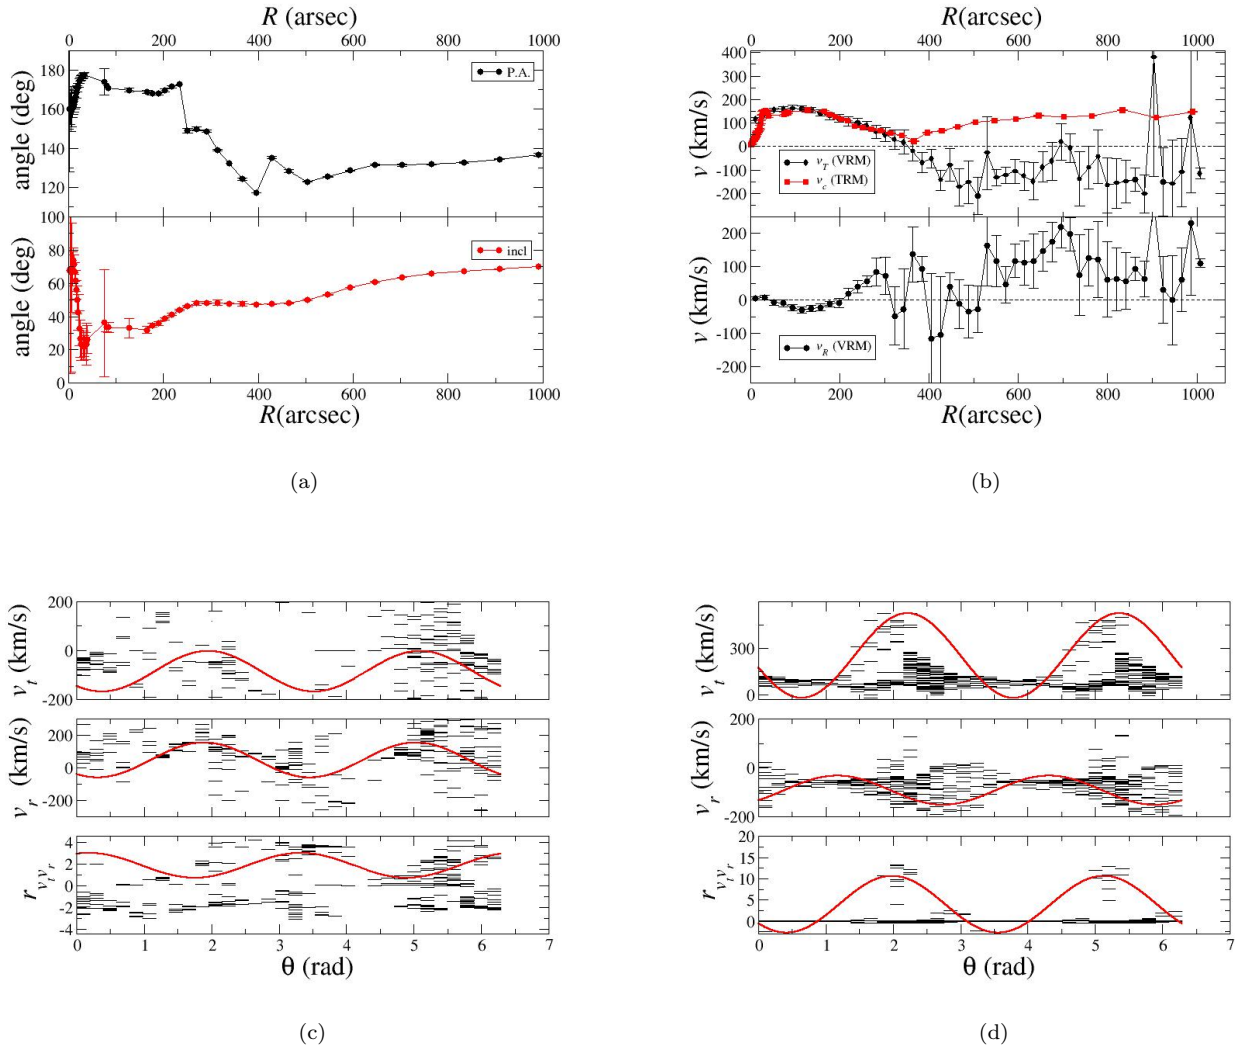 R (arsec)
0 200 400 600 800 1000
180
160
140
120
angle (deg)
P.A.
100
80
60
40
20
0
angle (deg)
incl
0 200 400 600 800 1000
R(arcsec)
(a)
R(arcsec)
0 200 400 600 800 1000
400
300
200
100
0
-100
-200
v (km/s)
v_T (VRM)
v_c (TRM)
200
100
0
-100
-200
v (km/s)
v_R (VRM)
0 200 400 600 800 1000
R(arcsec)
(b)
200
0
-200
v_t (km/s)
200
0
-200
v_r (km/s)
4
2
0
-2
-4
r_{v_t v_r}
0 1 2 3 4 5 6 7
θ (rad)
(c)
300
0
v_t (km/s)
200
0
-200
v_r (km/s)
20
15
10
5
0
r_{v_t v_r}
0 1 2 3 4 5 6 7
θ (rad)
(d)